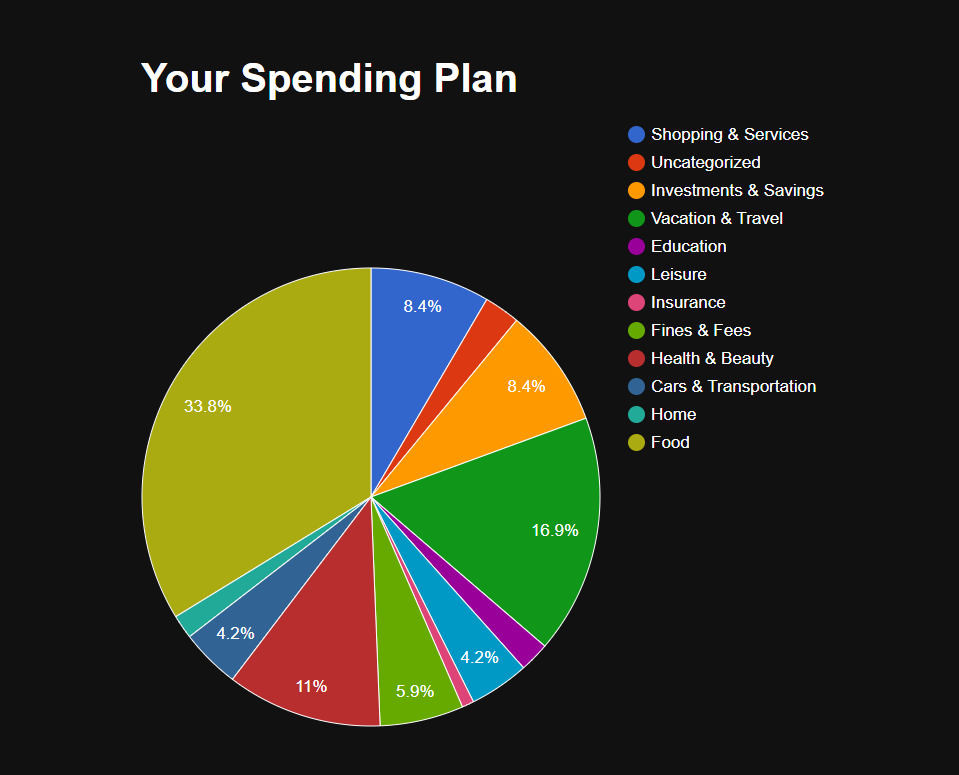 Your Spending Plan
Shopping & Services
Uncategorized
Investments & Savings
Vacation & Travel
Education
Leisure
Insurance
Fines & Fees
Health & Beauty
Cars & Transportation
Home
Food
8.4%
8.4%
33.8%
16.9%
4.2%
4.2%
11%
5.9%